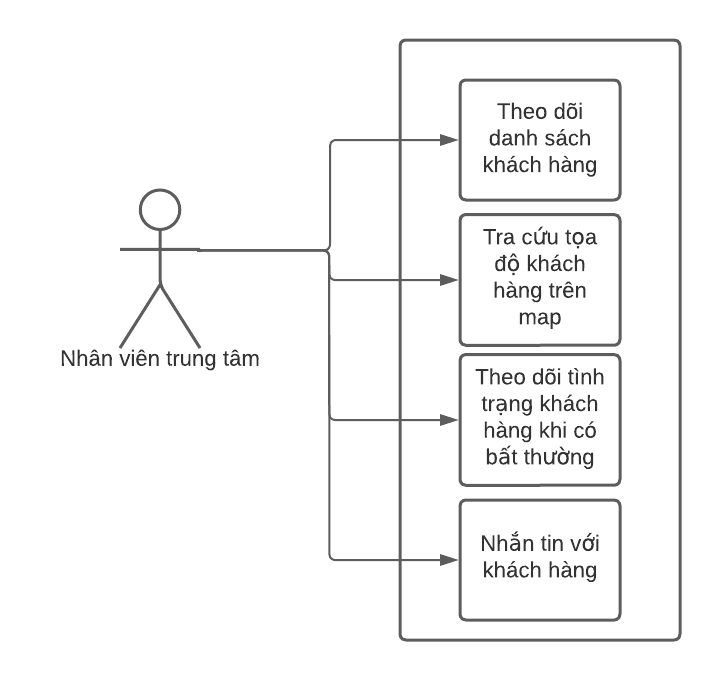 Theo dõi
danh sách
khách hàng
Tra cứu tọa
độ khách
hàng trên
map
Nhân viên trung tâm
Theo dõi tình
trạng khách
hàng khi có
bất thường
Nhắn tin với
khách hàng